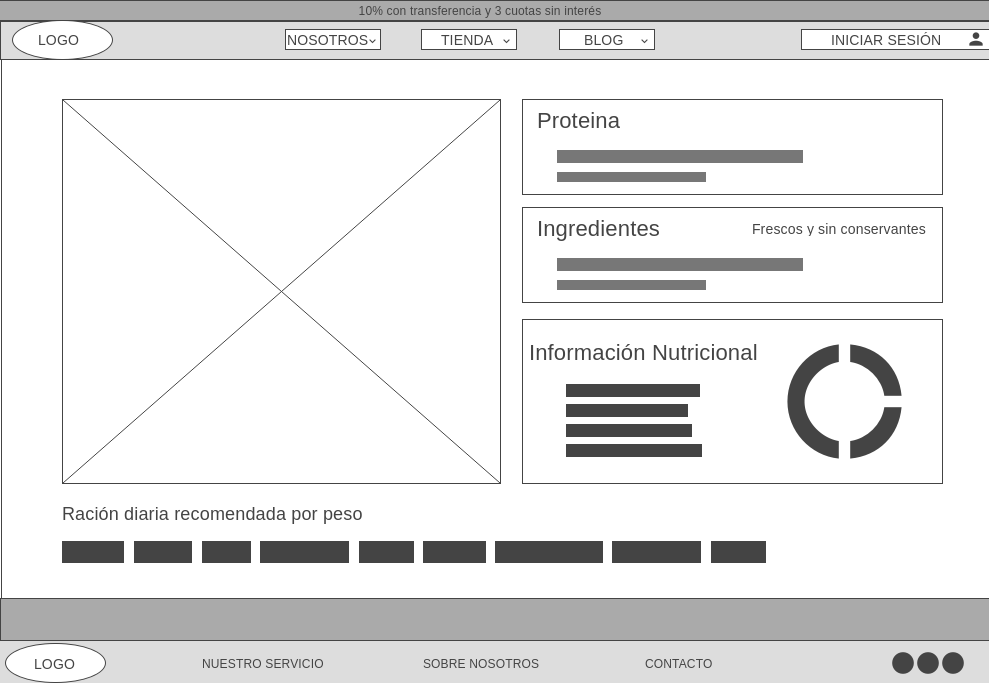 10% con transferencia y 3 cuotas sin interés
LOGO
NOSOTROS
TIENDA
BLOG
INICIAR SESIÓN
Proteina
Ingredientes
Frescos y sin conservantes
Información Nutricional
Ración diaria recomendada por peso
LOGO
NUESTRO SERVICIO
SOBRE NOSOTROS
CONTACTO